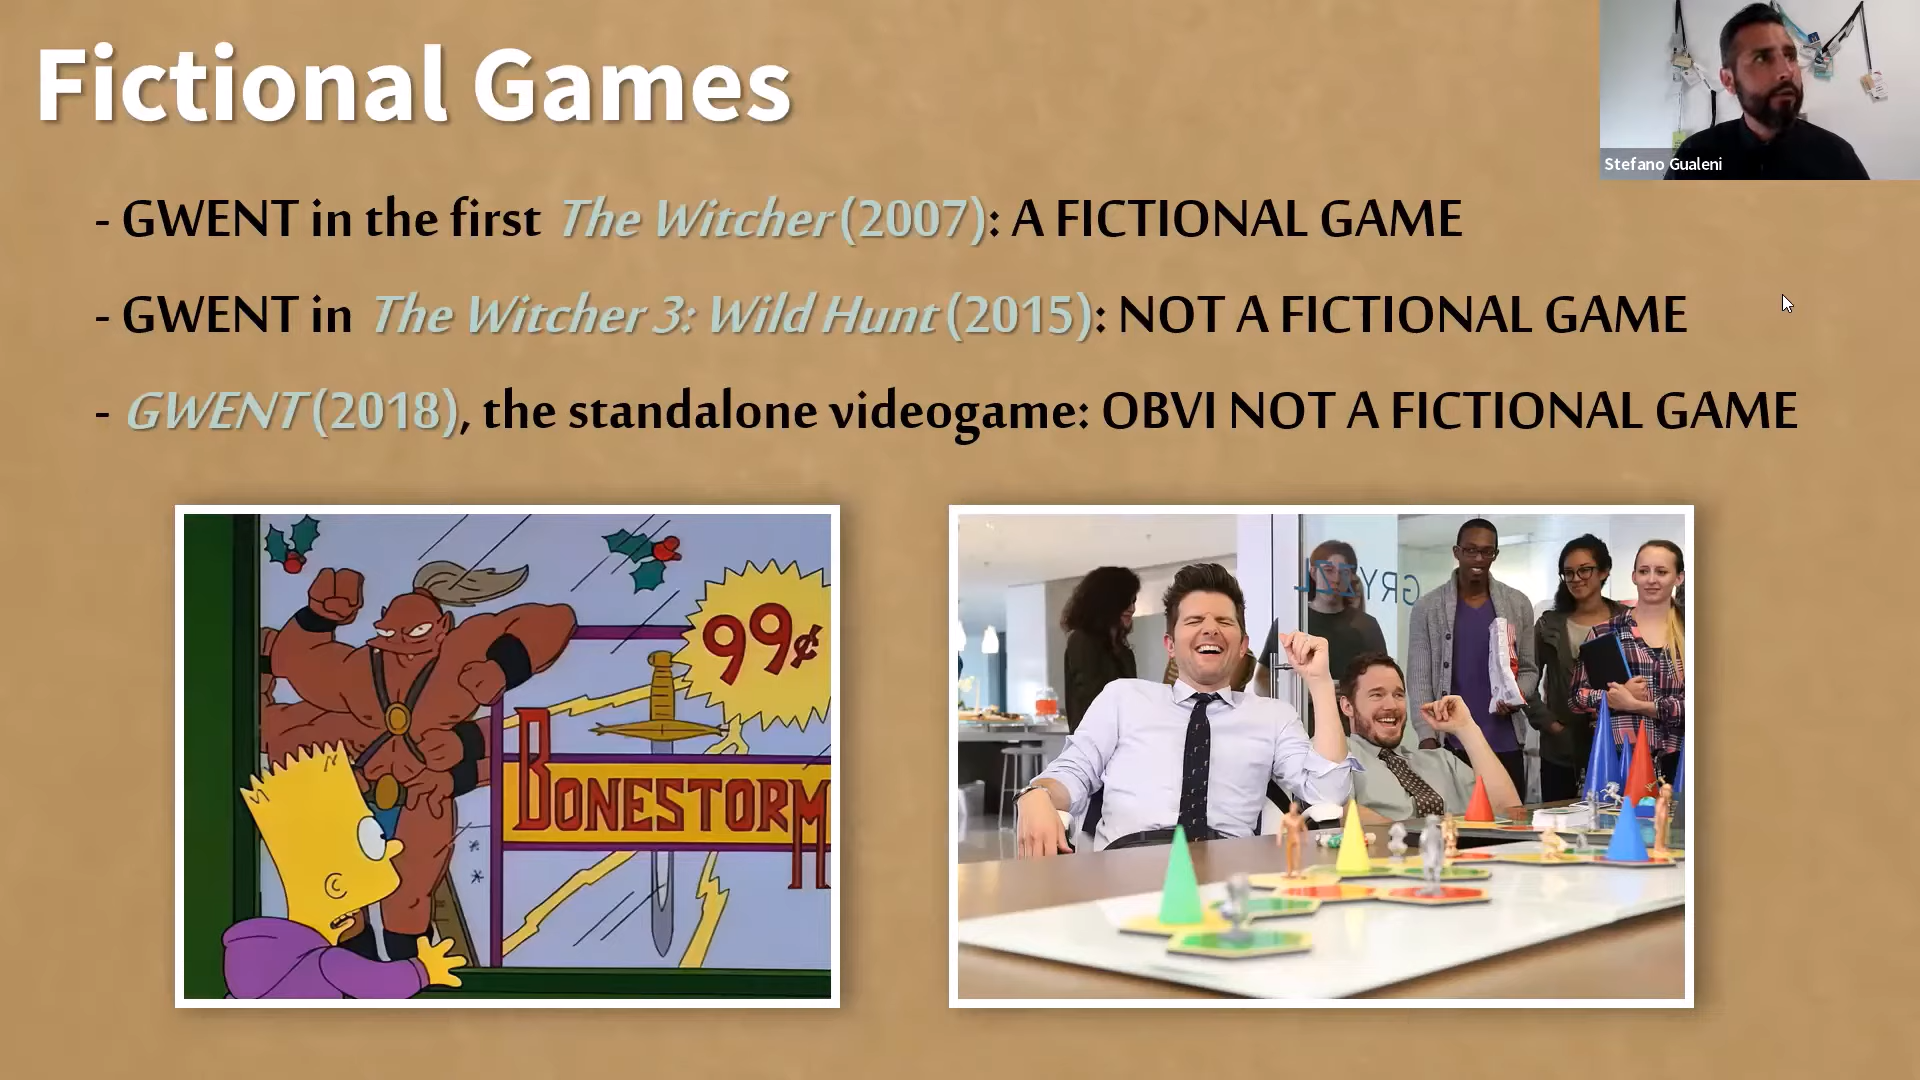 Fictional Games
Stefano Gualeni
- GWENT in the first The Witcher (2007): A FICTIONAL GAME
- GWENT in The Witcher 3: Wild Hunt (2015): NOT A FICTIONAL GAME
- GWENT (2018), the standalone videogame: OBVI NOT A FICTIONAL GAME
99¢
BONESTORM
GRYZZL